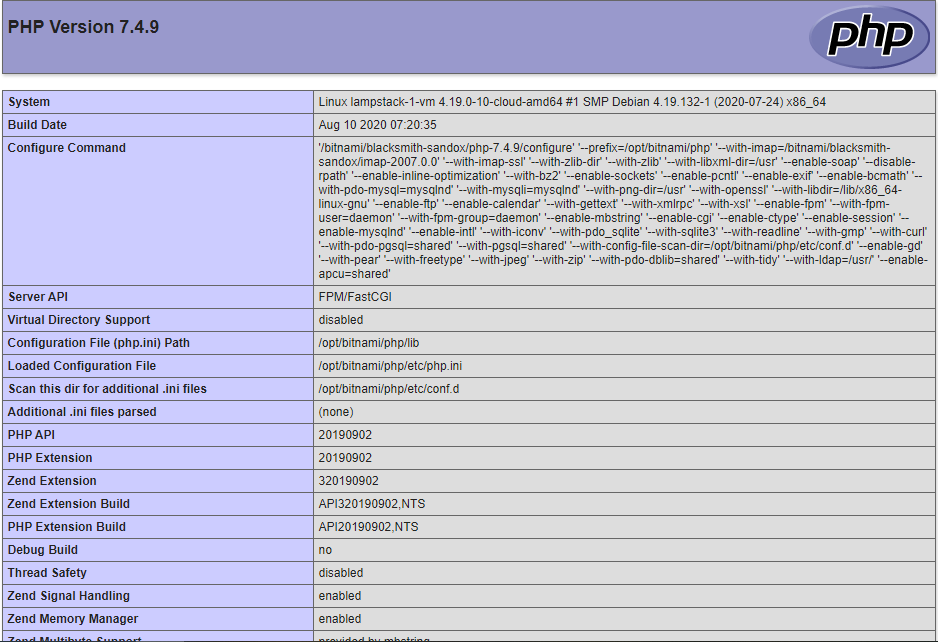 PHP Version 7.4.9
php
System Linux lampstack-1-vm 4.19.0-10-cloud-amd64 #1 SMP Debian 4.19.132-1 (2020-07-24) x86_64
Build Date Aug 10 2020 07:20:35
Configure Command '/bitnami/blacksmith-sandox/php-7.4.9/configure' '--prefix=/opt/bitnami/php' '--with-imap=/bitnami/blacksmith-
sandox/imap-2007.0.0' '--with-imap-ssl' '--with-zlib-dir' '--with-zlib' '--with-libxml-dir=/usr' '--enable-soap' '--disable-
rpath' '--enable-inline-optimization' '--with-bz2' '--enable-sockets' '--enable-pcntl' '--enable-exif' '--enable-bcmath' '--
with-pdo-mysql=mysqlnd' '--with-mysqli=mysqlnd' '--with-png-dir=/usr' '--with-openssl' '--with-libdir=/lib/x86_64-
linux-gnu' '--enable-ftp' '--enable-calendar' '--with-gettext' '--with-xmlrpc' '--with-xsl' '--enable-fpm' '--with-fpm-
user=daemon' '--with-fpm-group=daemon' '--enable-mbstring' '--enable-cgi' '--enable-ctype' '--enable-session' '--
enable-mysqlnd' '--enable-intl' '--with-iconv' '--with-pdo_sqlite' '--with-sqlite3' '--with-readline' '--with-gmp' '--with-curl'
'--with-pdo-pgsql=shared' '--with-pgsql=shared' '--with-config-file-scan-dir=/opt/bitnami/php/etc/conf.d' '--enable-gd'
'--with-pear' '--with-freetype' '--with-jpeg' '--with-zip' '--with-pdo-dblib=shared' '--with-tidy' '--with-ldap=/usr/' '--enable-
apcu=shared'
Server API FPM/FastCGI
Virtual Directory Support disabled
Configuration File (php.ini) Path /opt/bitnami/php/lib
Loaded Configuration File /opt/bitnami/php/etc/php.ini
Scan this dir for additional .ini files /opt/bitnami/php/etc/conf.d
Additional .ini files parsed (none)
PHP API 20190902
PHP Extension 20190902
Zend Extension 320190902
Zend Extension Build API320190902,NTS
PHP Extension Build API20190902,NTS
Debug Build no
Thread Safety disabled
Zend Signal Handling enabled
Zend Memory Manager enabled
Zend Multibyte Support provided by mbstring